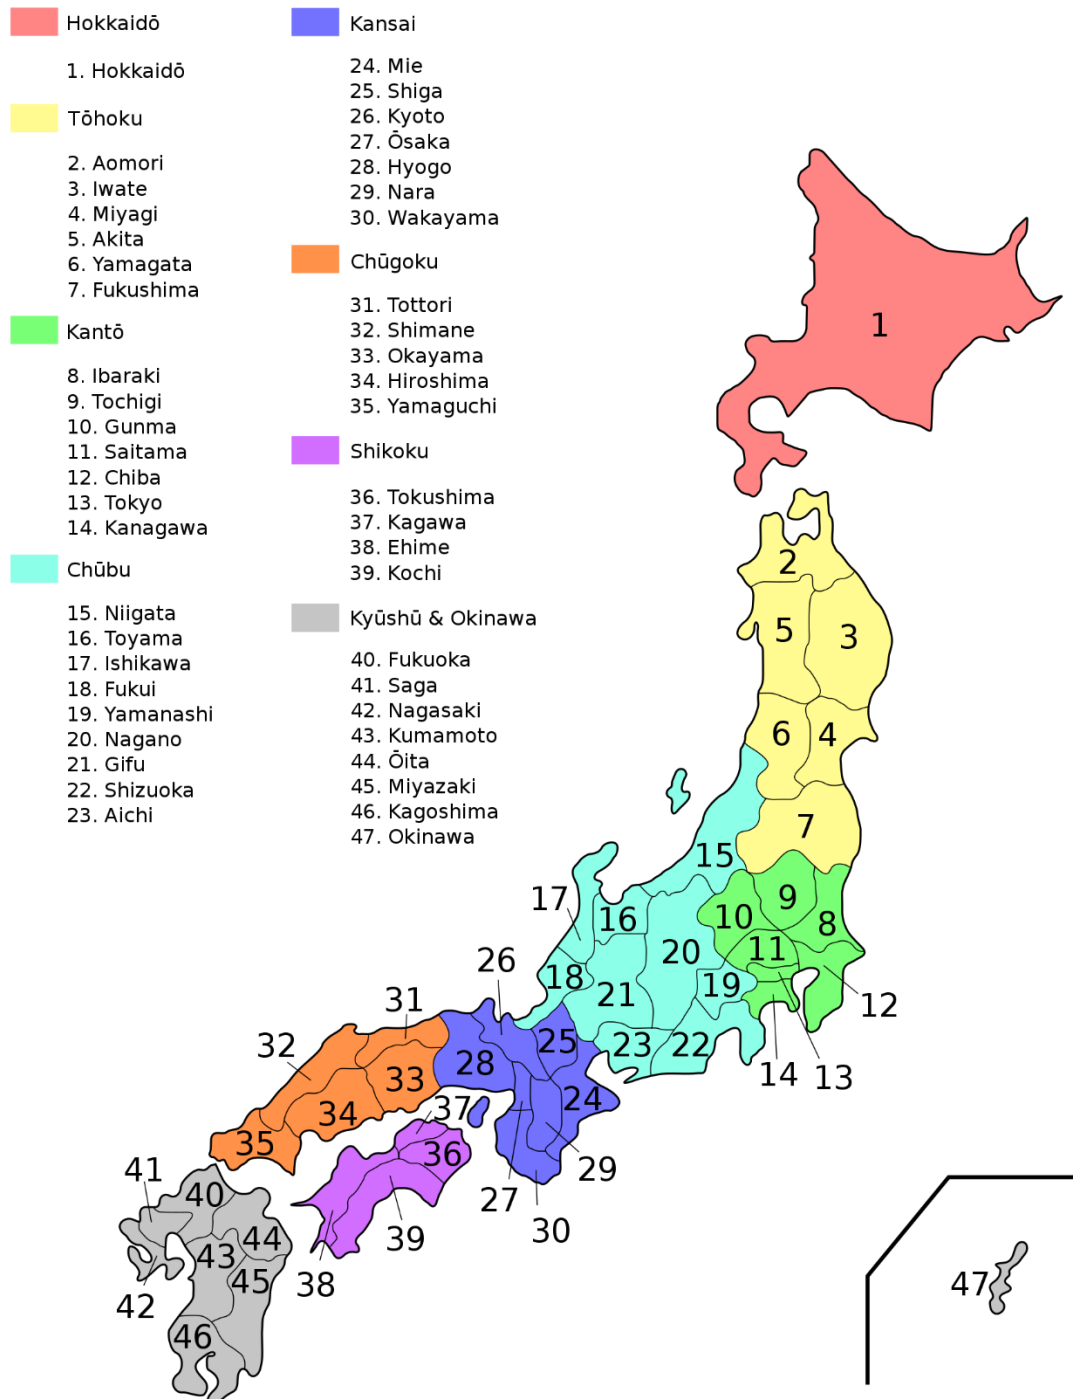 Hokkaidō
1. Hokkaidō
Tōhoku
2. Aomori
3. Iwate
4. Miyagi
5. Akita
6. Yamagata
7. Fukushima
Kantō
8. Ibaraki
9. Tochigi
10. Gunma
11. Saitama
12. Chiba
13. Tokyo
14. Kanagawa
Chūbu
15. Niigata
16. Toyama
17. Ishikawa
18. Fukui
19. Yamanashi
20. Nagano
21. Gifu
22. Shizuoka
23. Aichi
Kansai
24. Mie
25. Shiga
26. Kyoto
27. Ōsaka
28. Hyogo
29. Nara
30. Wakayama
Chūgoku
31. Tottori
32. Shimane
33. Okayama
34. Hiroshima
35. Yamaguchi
Shikoku
36. Tokushima
37. Kagawa
38. Ehime
39. Kochi
Kyūshū & Okinawa
40. Fukuoka
41. Saga
42. Nagasaki
43. Kumamoto
44. Ōita
45. Miyazaki
46. Kagoshima
47. Okinawa
1
2
5
3
6
4
7
15
9
17
16
10
8
20
11
26
18
21
19
31
12
32
25
23
22
28
33
14
13
24
34
37
35
36
29
41
40
27
30
39
44
43
45
38
42
47
46